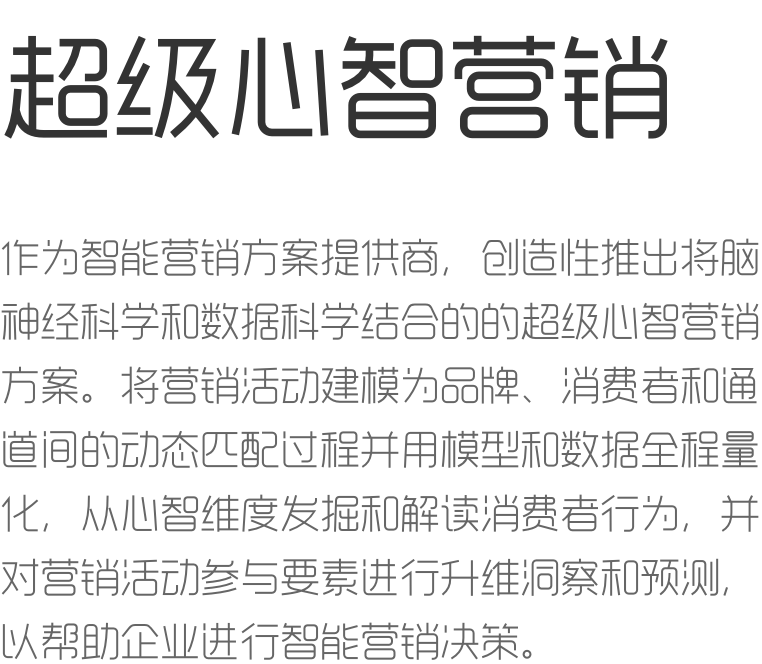 超级心智营销
作为智能营销方案提供商，创造性推出将脑
神经科学和数据科学结合的的超级心智营销
方案。将营销活动建模为品牌、消费者和通
道间的动态匹配过程并用模型和数据全程量
化，从心智维度发掘和解读消费者行为，并
对营销活动参与要素进行升维洞察和预测，
以帮助企业进行智能营销决策。